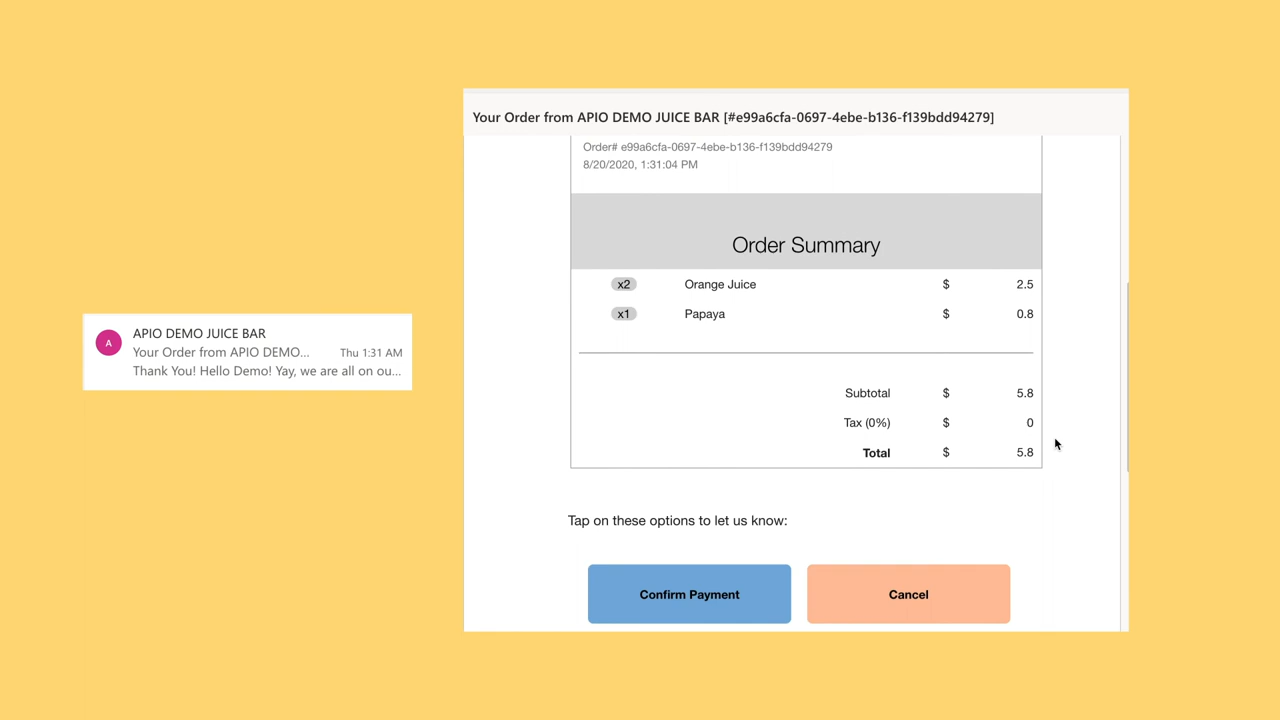 A
APIO DEMO JUICE BAR
Your Order from APIO DEMO... Thu 1:31 AM
Thank You! Hello Demo! Yay, we are all on ou...
Your Order from APIO DEMO JUICE BAR [#e99a6cfa-0697-4ebe-b136-f139bdd94279]
Order# e99a6cfa-0697-4ebe-b136-f139bdd94279
8/20/2020, 1:31:04 PM
Order Summary
x2 Orange Juice $ 2.5
x1 Papaya $ 0.8
Subtotal $ 5.8
Tax (0%) $ 0
Total $ 5.8
Tap on these options to let us know:
Confirm Payment Cancel